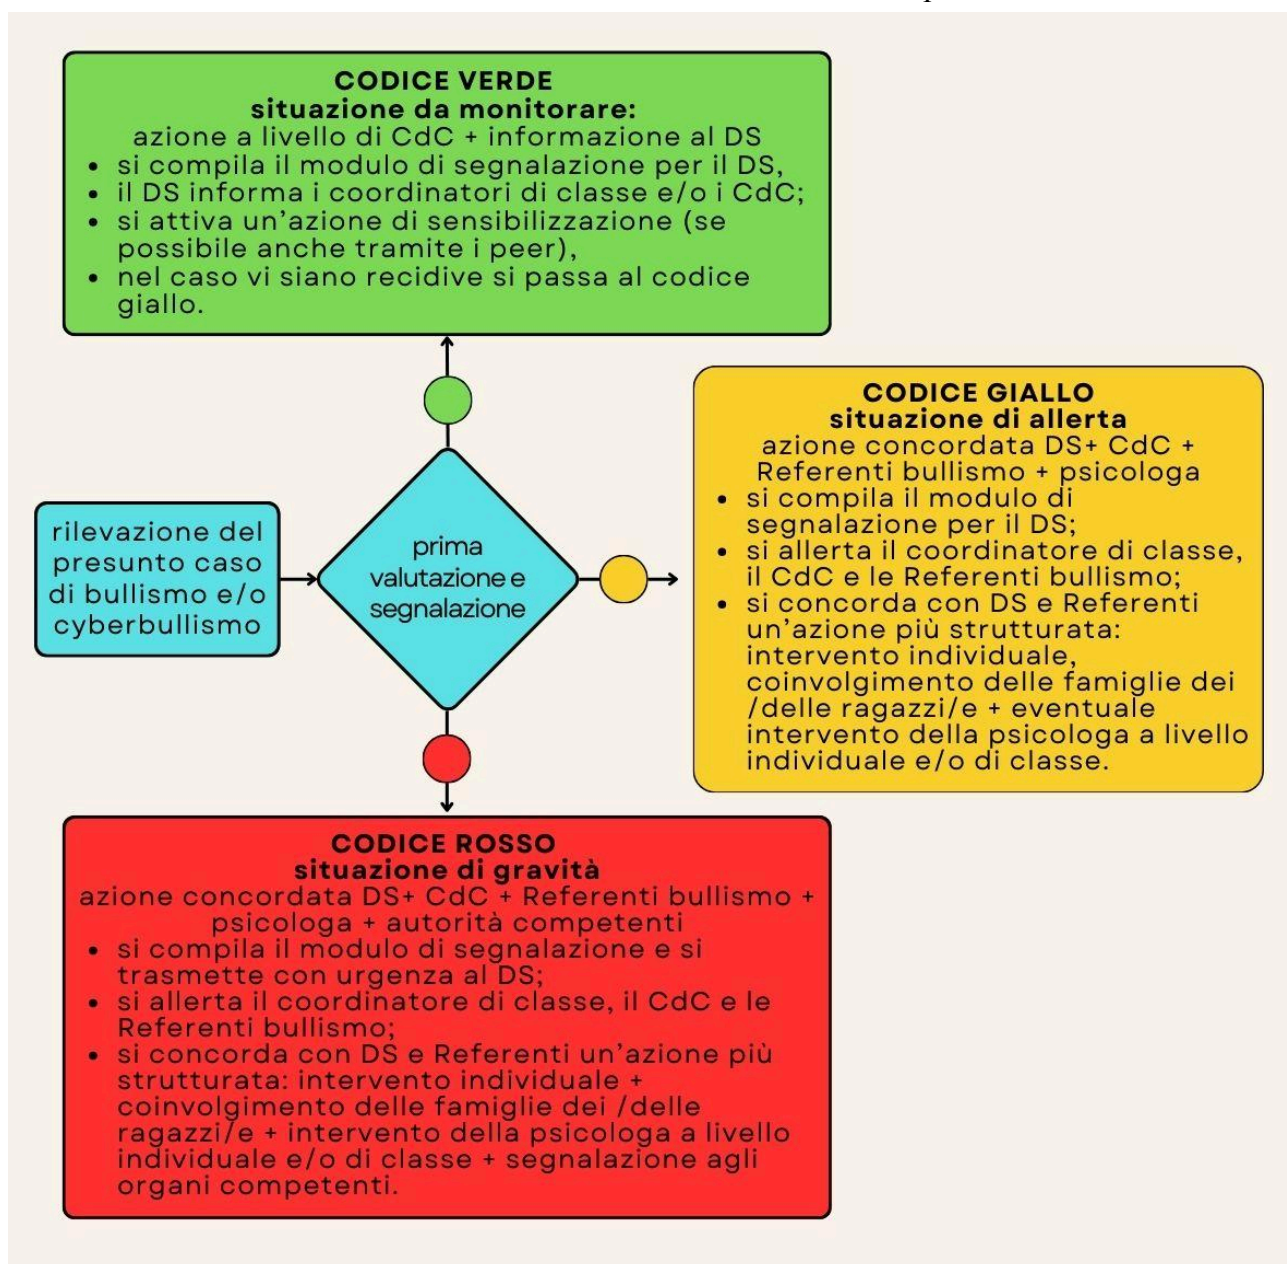 CODICE VERDE
situazione da monitorare:
azione a livello di CdC + informazione al DS
• si compila il modulo di segnalazione per il DS,
• il DS informa i coordinatori di classe e/o i CdC;
• si attiva un’azione di sensibilizzazione (se
possibile anche tramite i peer),
• nel caso vi siano recidive si passa al codice
giallo.
rilevazione del
presunto caso
di bullismo e/o
cyberbullismo
prima
valutazione e
segnalazione
CODICE GIALLO
situazione di allerta
azione concordata DS+ CdC +
Referenti bullismo + psicologa
• si compila il modulo di
segnalazione per il DS;
• si allerta il coordinatore di classe,
il CdC e le Referenti bullismo;
• si concorda con DS e Referenti
un’azione più strutturata:
intervento individuale,
coinvolgimento delle famiglie dei
/delle ragazzi/e + eventuale
intervento della psicologa a livello
individuale e/o di classe.
CODICE ROSSO
situazione di gravità
azione concordata DS+ CdC + Referenti bullismo +
psicologa + autorità competenti
• si compila il modulo di segnalazione e si
trasmette con urgenza al DS;
• si allerta il coordinatore di classe, il CdC e le
Referenti bullismo;
• si concorda con DS e Referenti un’azione più
strutturata: intervento individuale +
coinvolgimento delle famiglie dei /delle
ragazzi/e + intervento della psicologa a livello
individuale e/o di classe + segnalazione agli
organi competenti.